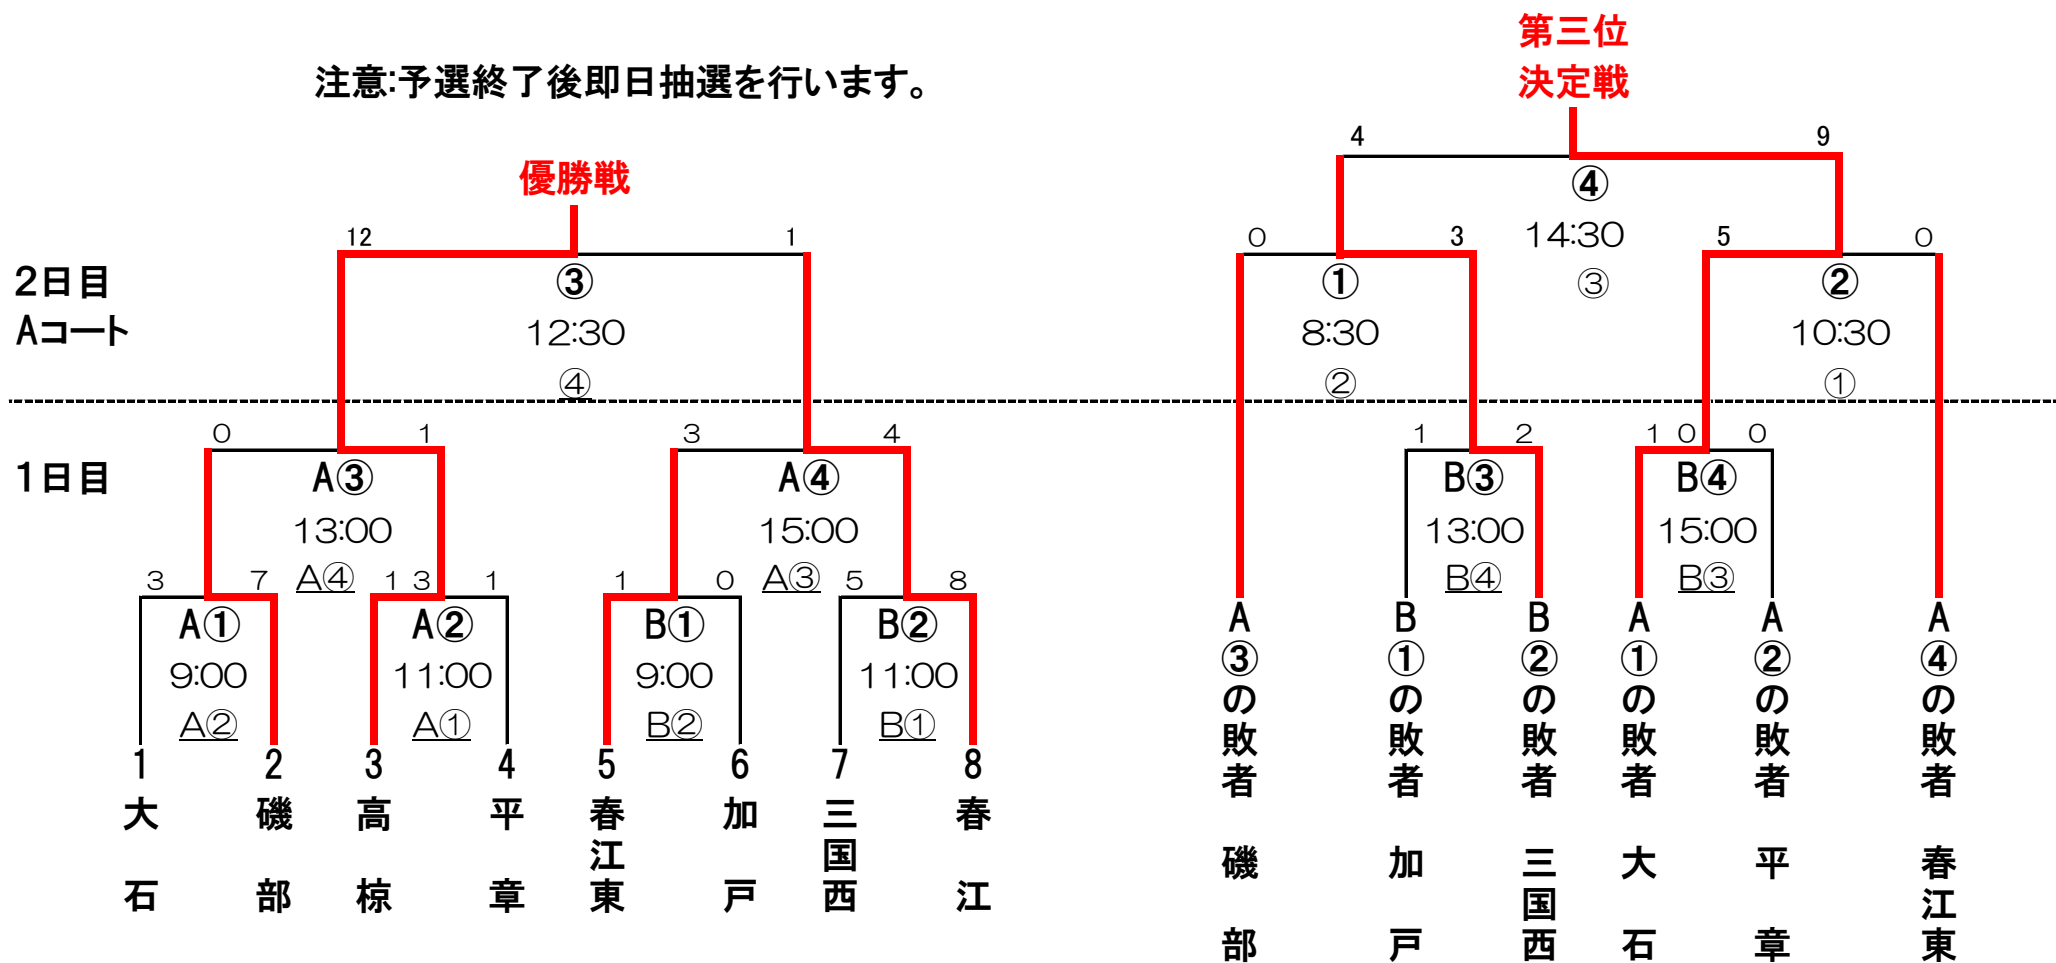 第三位
決定戦
注意:予選終了後即日抽選を行います。
4 9
優勝戦
④
12 1 0 3 14:30 5 0
2日目 ③ ① ③ ②
Aコート 12:30 8:30 10:30
④ ② ①
0 1 3 4 1 2 1 0 0
1日目 A③ A④ B③ B④
13:00 15:00 13:00 15:00
3 7 A④ 1 3 1 1 0 A③ 5 8 B④ B③
A① A② B① B②
9:00 11:00 9:00 11:00
A② A① B② B①
1 2 3 4 5 6 7 8
大石
磯部
高椋
平章
春江東
加戸
三国西
春江
A③の敗者 磯部
B①の敗者 加戸
B②の敗者 三国西
A①の敗者 大石
A②の敗者 平章
A④の敗者 春江東